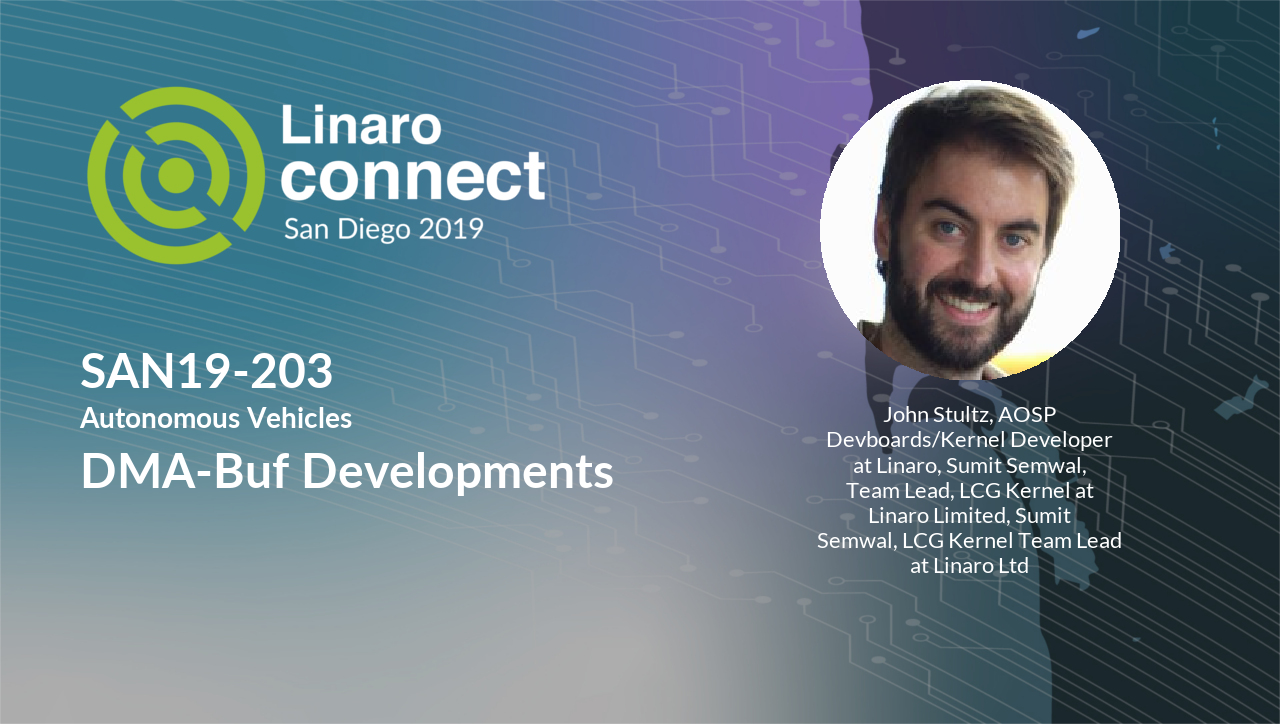 Linaro
connect
San Diego 2019
SAN19-203
Autonomous Vehicles
DMA-Buf Developments
John Stultz, AOSP
Devboards/Kernel Developer
at Linaro, Sumit Semwal,
Team Lead, LCG Kernel at
Linaro Limited, Sumit
Semwal, LCG Kernel Team Lead
at Linaro Ltd